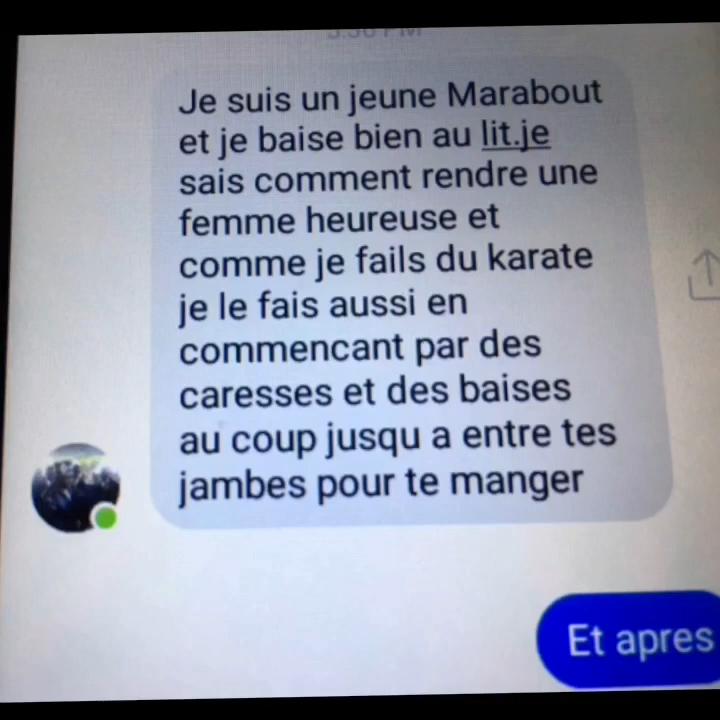 Je suis un jeune Marabout
et je baise bien au lit.je
sais comment rendre une
femme heureuse et
comme je fails du karate
je le fais aussi en
commencant par des
caresses et des baises
au coup jusqu a entre tes
jambes pour te manger
Et apres